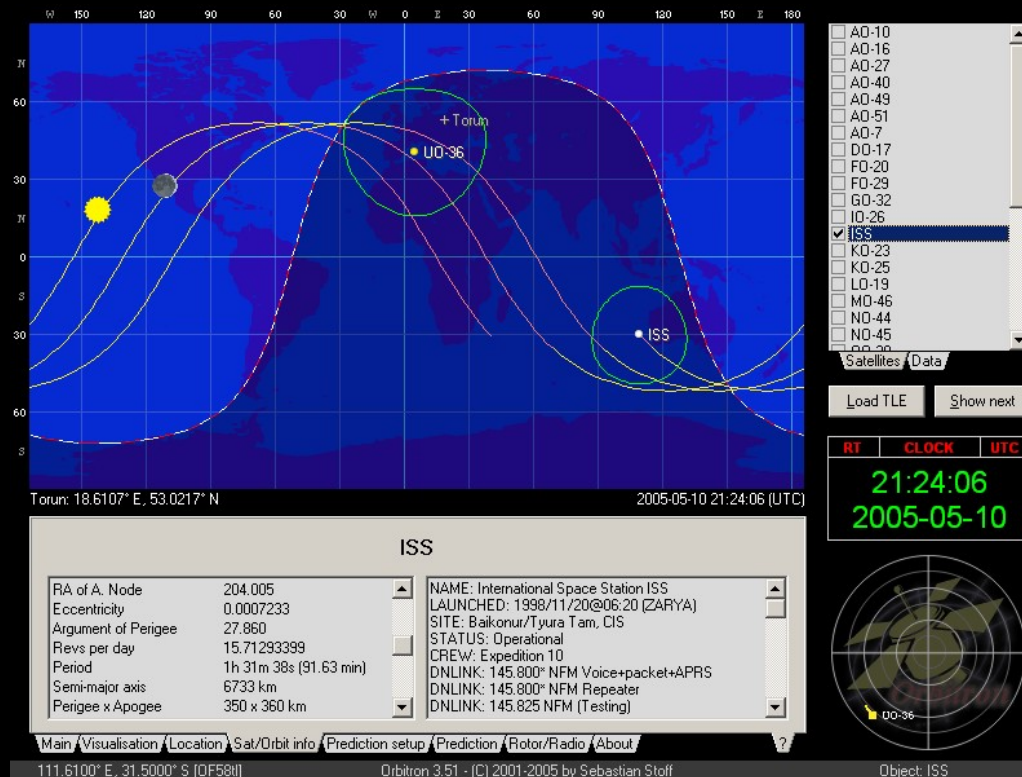 W 150 120 90 60 30 W 0 E 30 60 90 120 150 E 180
N
60
30
N
0
S
30
60
S
+Torun
UO-36
ISS
Torun: 18.6107° E, 53.0217° N
2005-05-10 21:24:06 (UTC)
AO-10
AO-16
AO-27
AO-40
AO-49
AO-51
AO-7
DO-17
FO-20
FO-29
GO-32
IO-26
ISS
KO-23
KO-25
LO-19
MO-46
NO-44
NO-45
Satellites Data
Load TLE Show next
RT CLOCK UTC
21:24:06
2005-05-10
ISS
RA of A. Node 204.005
Eccentricity 0.0007233
Argument of Perigee 27.860
Revs per day 15.71293399
Period 1h 31m 38s (91.63 min)
Semi-major axis 6733 km
Perigee x Apogee 350 x 360 km
NAME: International Space Station ISS
LAUNCHED: 1998/11/20@06:20 (ZARYA)
SITE: Baikonur/Tyura Tam, CIS
STATUS: Operational
CREW: Expedition 10
DNLINK: 145.800* NFM Voice+packet+APRS
DNLINK: 145.800* NFM Repeater
DNLINK: 145.825 NFM (Testing)
Orbitron
UO-36
Main Visualisation Location Sat/Orbit info Prediction setup Prediction Rotor/Radio About ?
111.6100° E, 31.5000° S [OF58tl] Orbitron 3.51 - (C) 2001-2005 by Sebastian Stoff Object: ISS